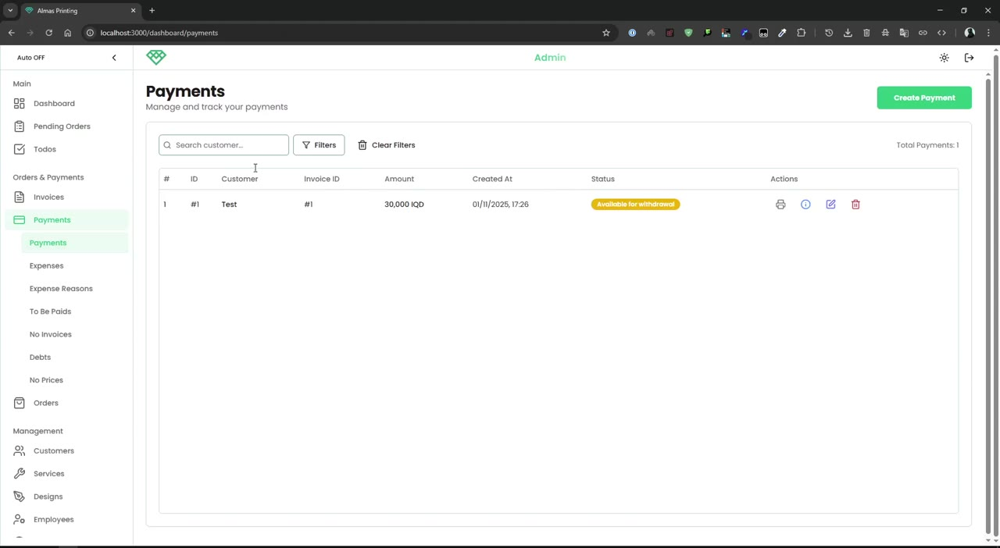 Almas Printing
localhost:3000/dashboard/payments
Auto OFF
Admin
Main
Dashboard
Pending Orders
Todos
Orders & Payments
Invoices
Payments
Payments
Expenses
Expense Reasons
To Be Paids
No Invoices
Debts
No Prices
Orders
Management
Customers
Services
Designs
Employees
Payments
Manage and track your payments
Create Payment
Search customer...
Filters
Clear Filters
Total Payments: 1
# ID Customer Invoice ID Amount Created At Status Actions
1 #1 Test #1 30,000 IQD 01/11/2025, 17:26 Available for withdrawal